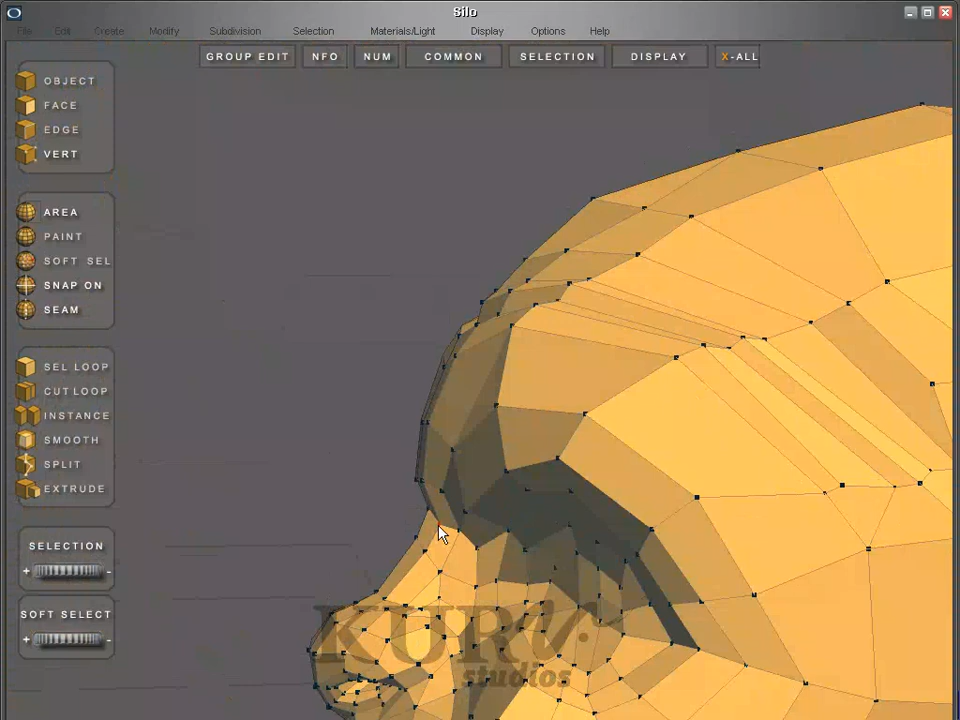 Silo
File Edit Create Modify Subdivision Selection Materials/Light Display Options Help
GROUP EDIT NFO NUM COMMON SELECTION DISPLAY X-ALL
OBJECT
FACE
EDGE
VERT
AREA
PAINT
SOFT SEL
SNAP ON
SEAM
SEL LOOP
CUT LOOP
INSTANCE
SMOOTH
SPLIT
EXTRUDE
SELECTION
+ -
SOFT SELECT
+ -
KURV
studios